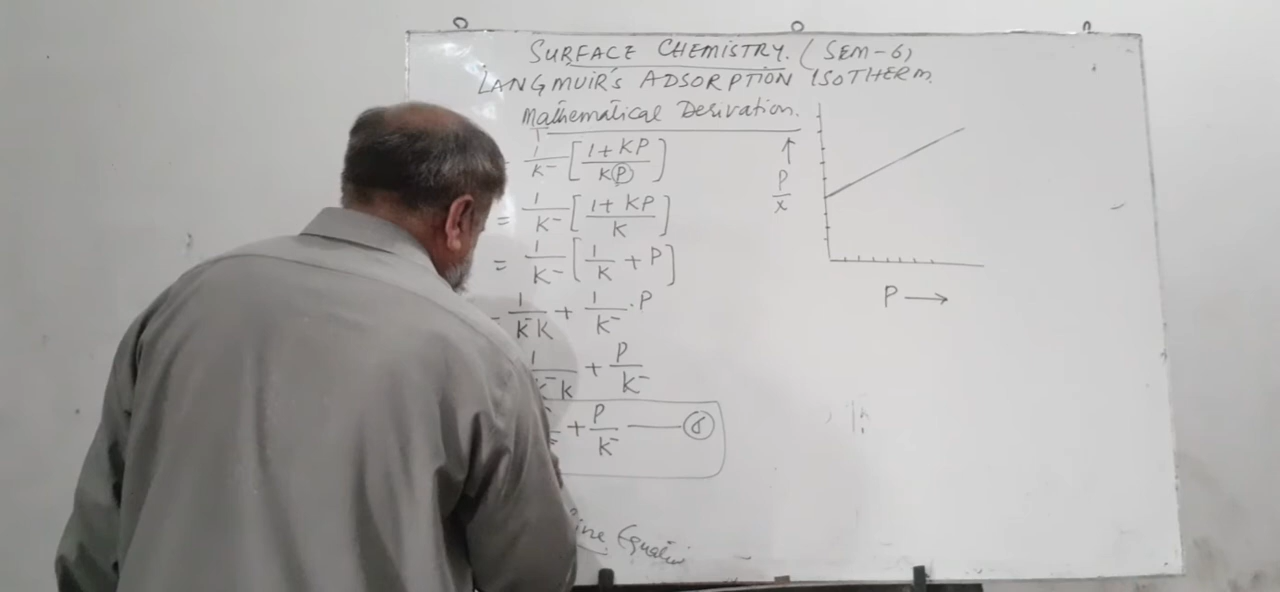 SURFACE CHEMISTRY. (SEM-6)
LANGMUIR'S ADSORPTION ISOTHERM.
Mathematical Derivation.
1/K⁻ [(1 + KP)/(KP)]
= 1/K⁻ [(1 + KP)/K]
= 1/K⁻ [1/K + P]
1/(K⁻K) + 1/K⁻ . P
1/(K⁻K) + P/K⁻
+ P/K⁻
Equation
↑
P/x
P →